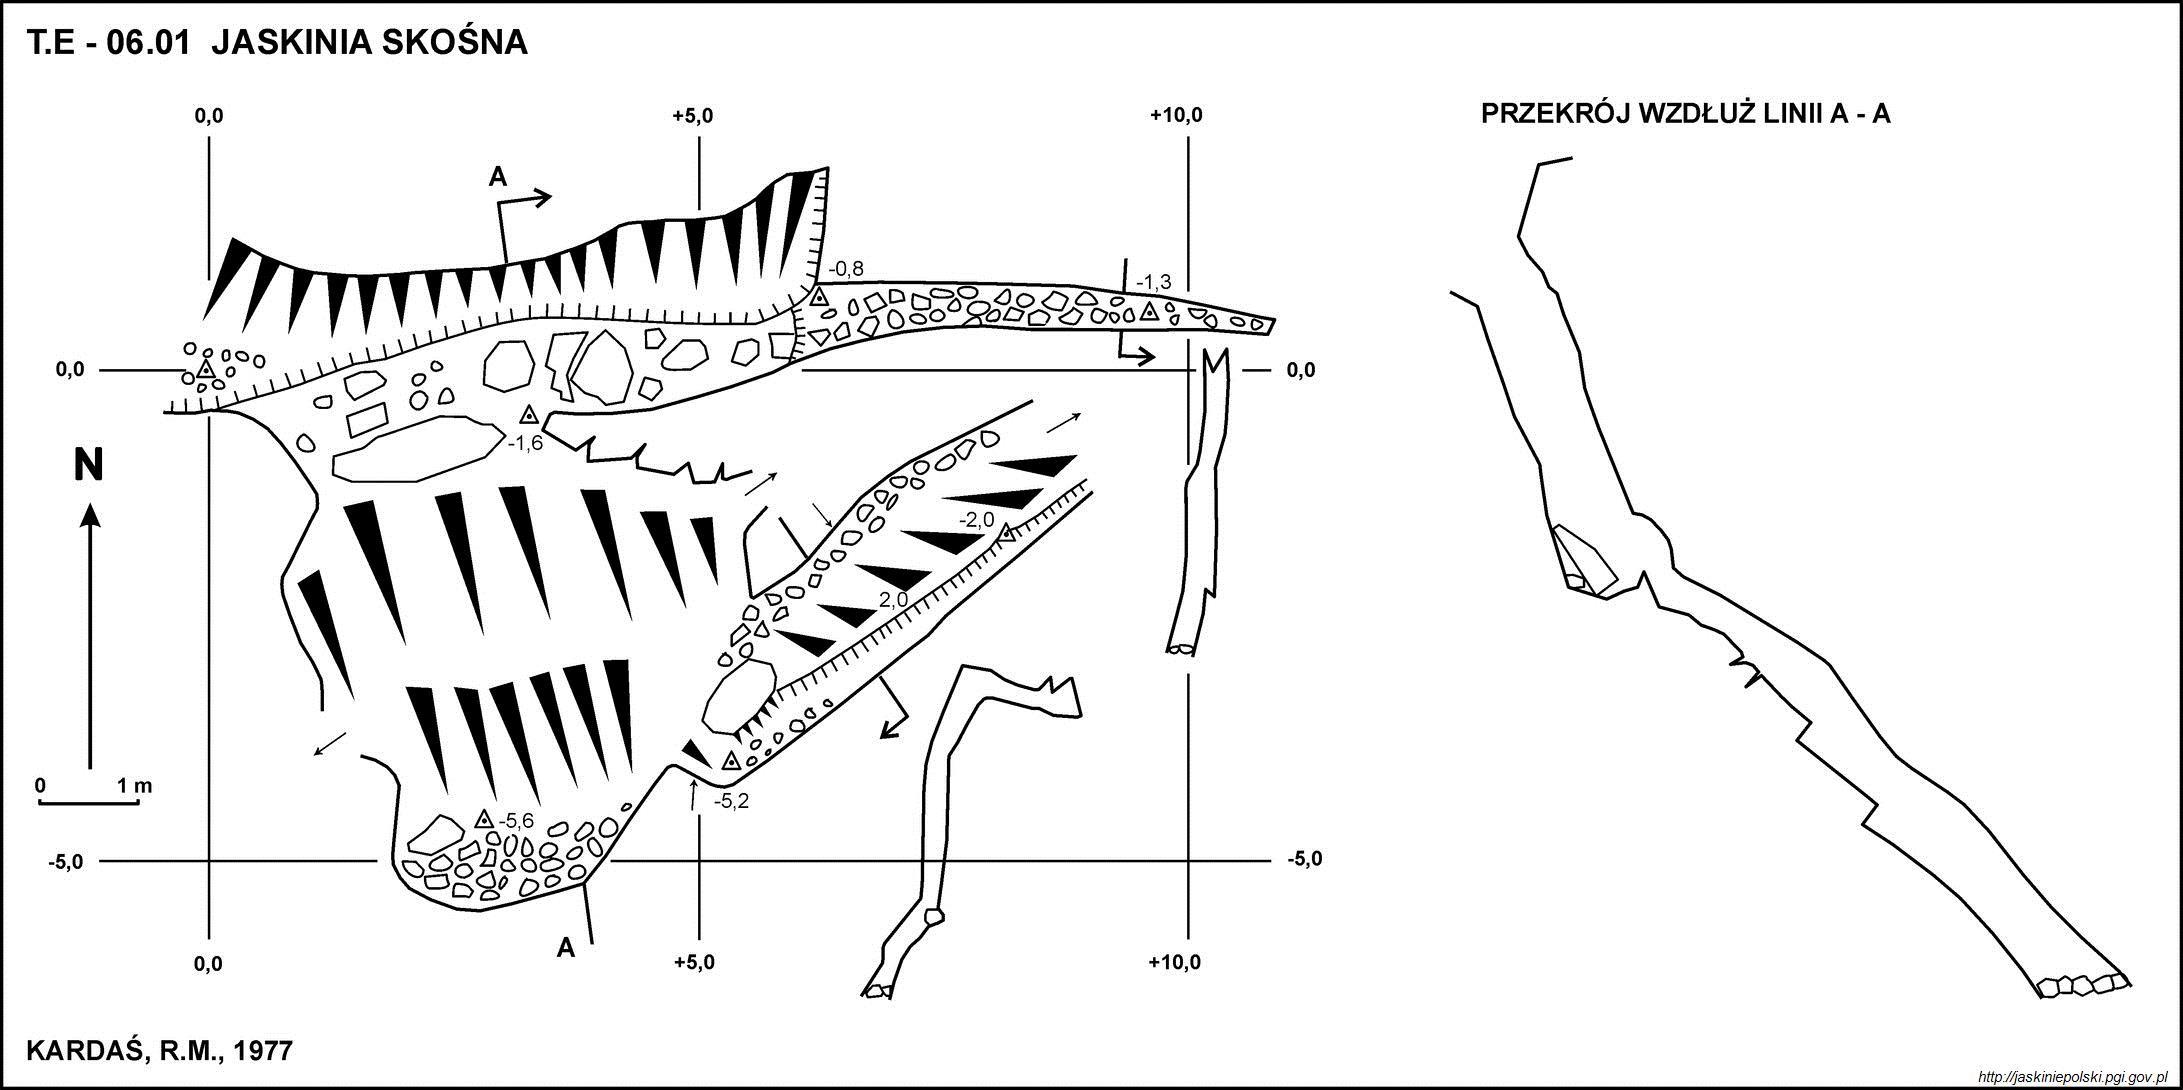 T.E - 06.01 JASKINIA SKOŚNA
0,0 +5,0 +10,0
PRZEKRÓJ WZDŁUŻ LINII A - A
A
-0,8
-1,3
0,0
0,0
-1,6
N
-2,0
2,0
0 1 m
-5,2
-5,6
-5,0
-5,0
A
0,0 +5,0 +10,0
KARDAŚ, R.M., 1977
http://jaskiniepolski.pgi.gov.pl